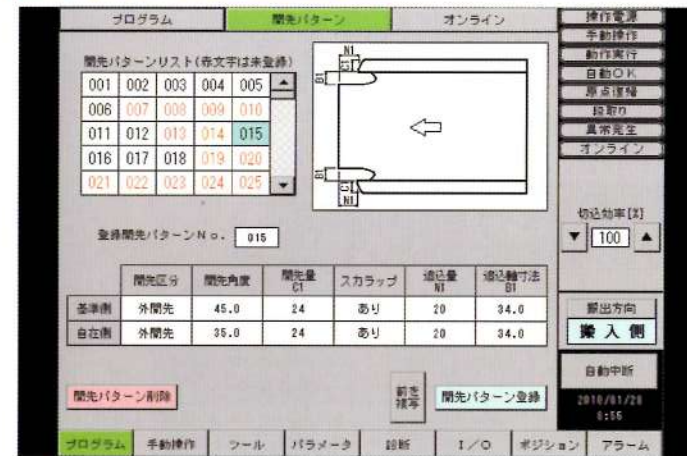 プログラム
開先パターン
オンライン
開先パターンリスト(赤文字は未登録)
001 002 003 004 005
006 007 008 009 010
011 012 013 014 015
016 017 018 019 020
021 022 023 024 025
登録開先パターンNo. 015
N1
C1
B1
B1
C1
N1
開先区分 開先角度 開先量 C1 スカラップ 追込量 N1 追込軸寸法 B1
基準側 外開先 45.0 24 あり 20 34.0
自在側 外開先 35.0 24 あり 20 34.0
開先パターン削除
前を複写
開先パターン登録
操作電源
手動操作
動作実行
自動OK
原点復帰
段取り
異常発生
オンライン
切込効率[%]
▼ 100 ▲
搬出方向
搬入側
自動中断
2010/01/28
8:56
プログラム 手動操作 ツール パラメータ 診断 I/O ポジション アラーム